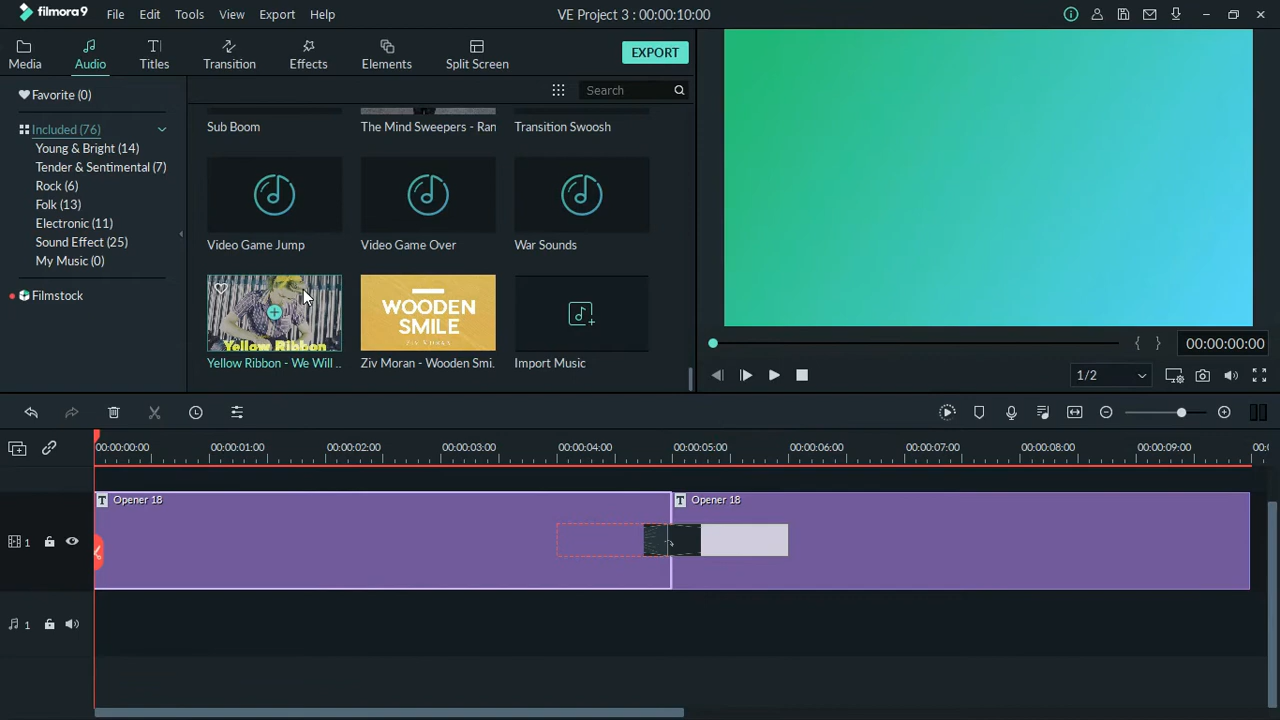 filmora9 File Edit Tools View Export Help VE Project 3 : 00:00:10:00
Media Audio Titles Transition Effects Elements Split Screen EXPORT
Favorite (0)
Search
Included (76)
Young & Bright (14)
Tender & Sentimental (7)
Rock (6)
Folk (13)
Electronic (11)
Sound Effect (25)
My Music (0)
Filmstock
Sub Boom The Mind Sweepers - Ran Transition Swoosh
Video Game Jump Video Game Over War Sounds
Yellow Ribbon
WOODEN
SMILE
ZIV MORAN
Yellow Ribbon - We Will .. Ziv Moran - Wooden Smi. Import Music
00:00:00:00
1/2
00:00:00:00 00:00:01:00 00:00:02:00 00:00:03:00 00:00:04:00 00:00:05:00 00:00:06:00 00:00:07:00 00:00:08:00 00:00:09:00 00:0
T Opener 18 T Opener 18
1
1